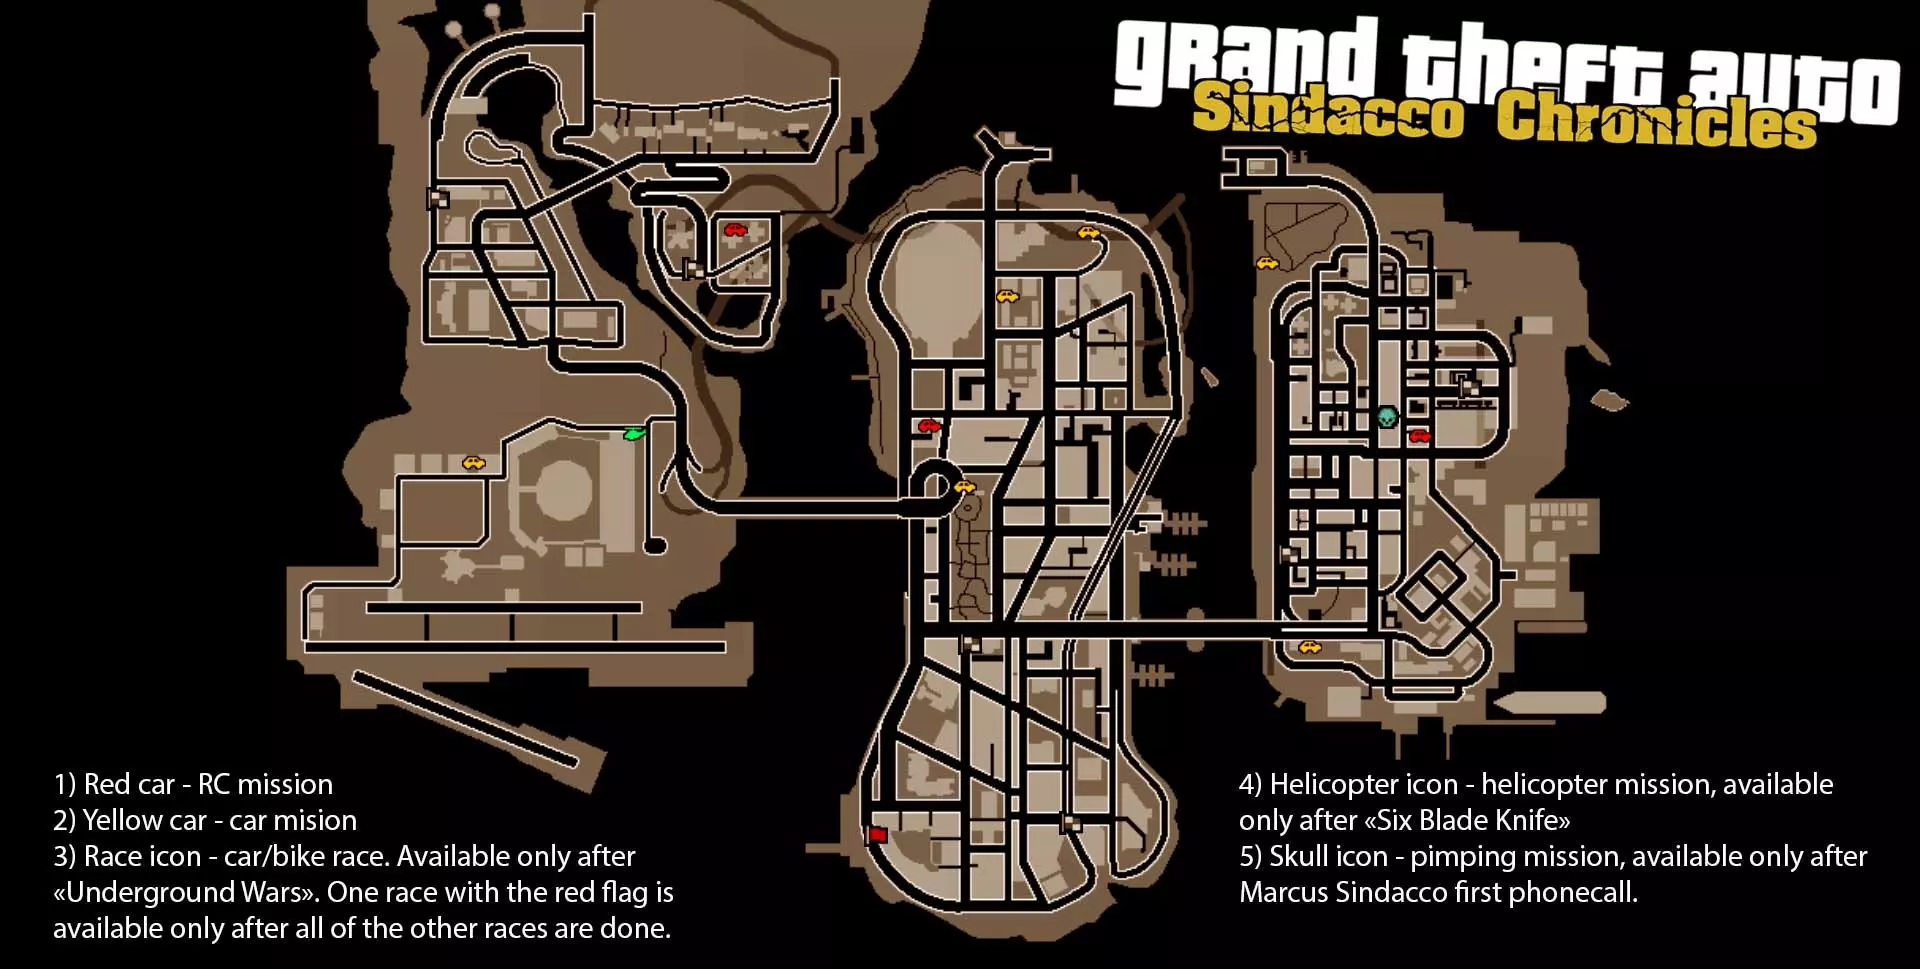 grand theft auto
Sindacco Chronicles
1) Red car - RC mission
2) Yellow car - car mision
3) Race icon - car/bike race. Available only after
«Underground Wars». One race with the red flag is
available only after all of the other races are done.
4) Helicopter icon - helicopter mission, available
only after «Six Blade Knife»
5) Skull icon - pimping mission, available only after
Marcus Sindacco first phonecall.